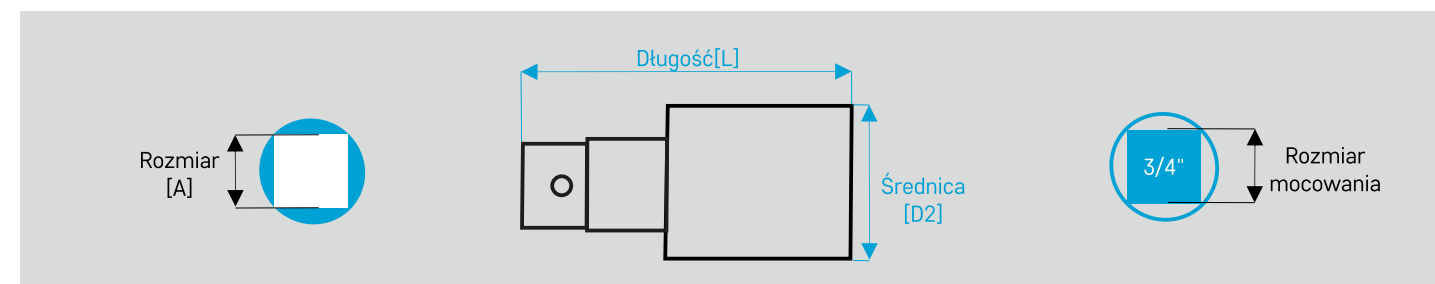 Długość[L]
Rozmiar
[A]
Średnica
[D2]
3/4"
Rozmiar
mocowania